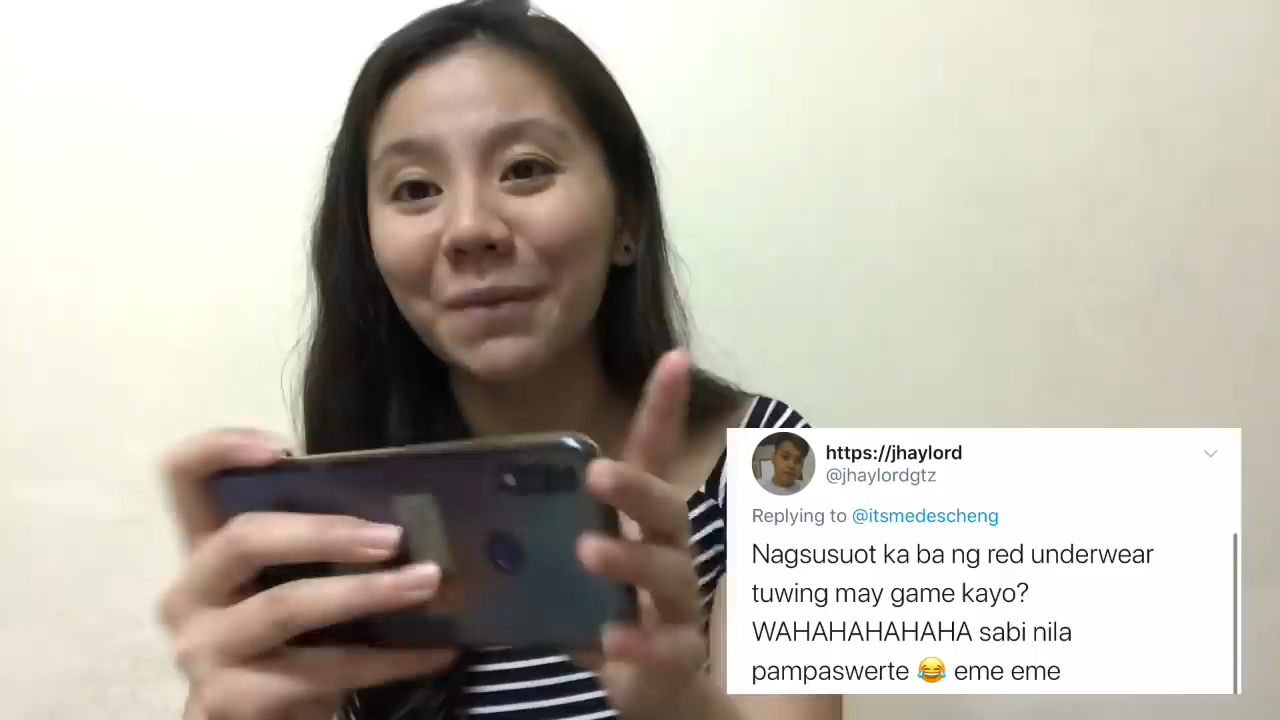 https://jhaylord
@jhaylordgtz
Replying to @itsmedescheng
Nagsusuot ka ba ng red underwear
tuwing may game kayo?
WAHAHAHAHAHA sabi nila
pampaswerte 😂 eme eme